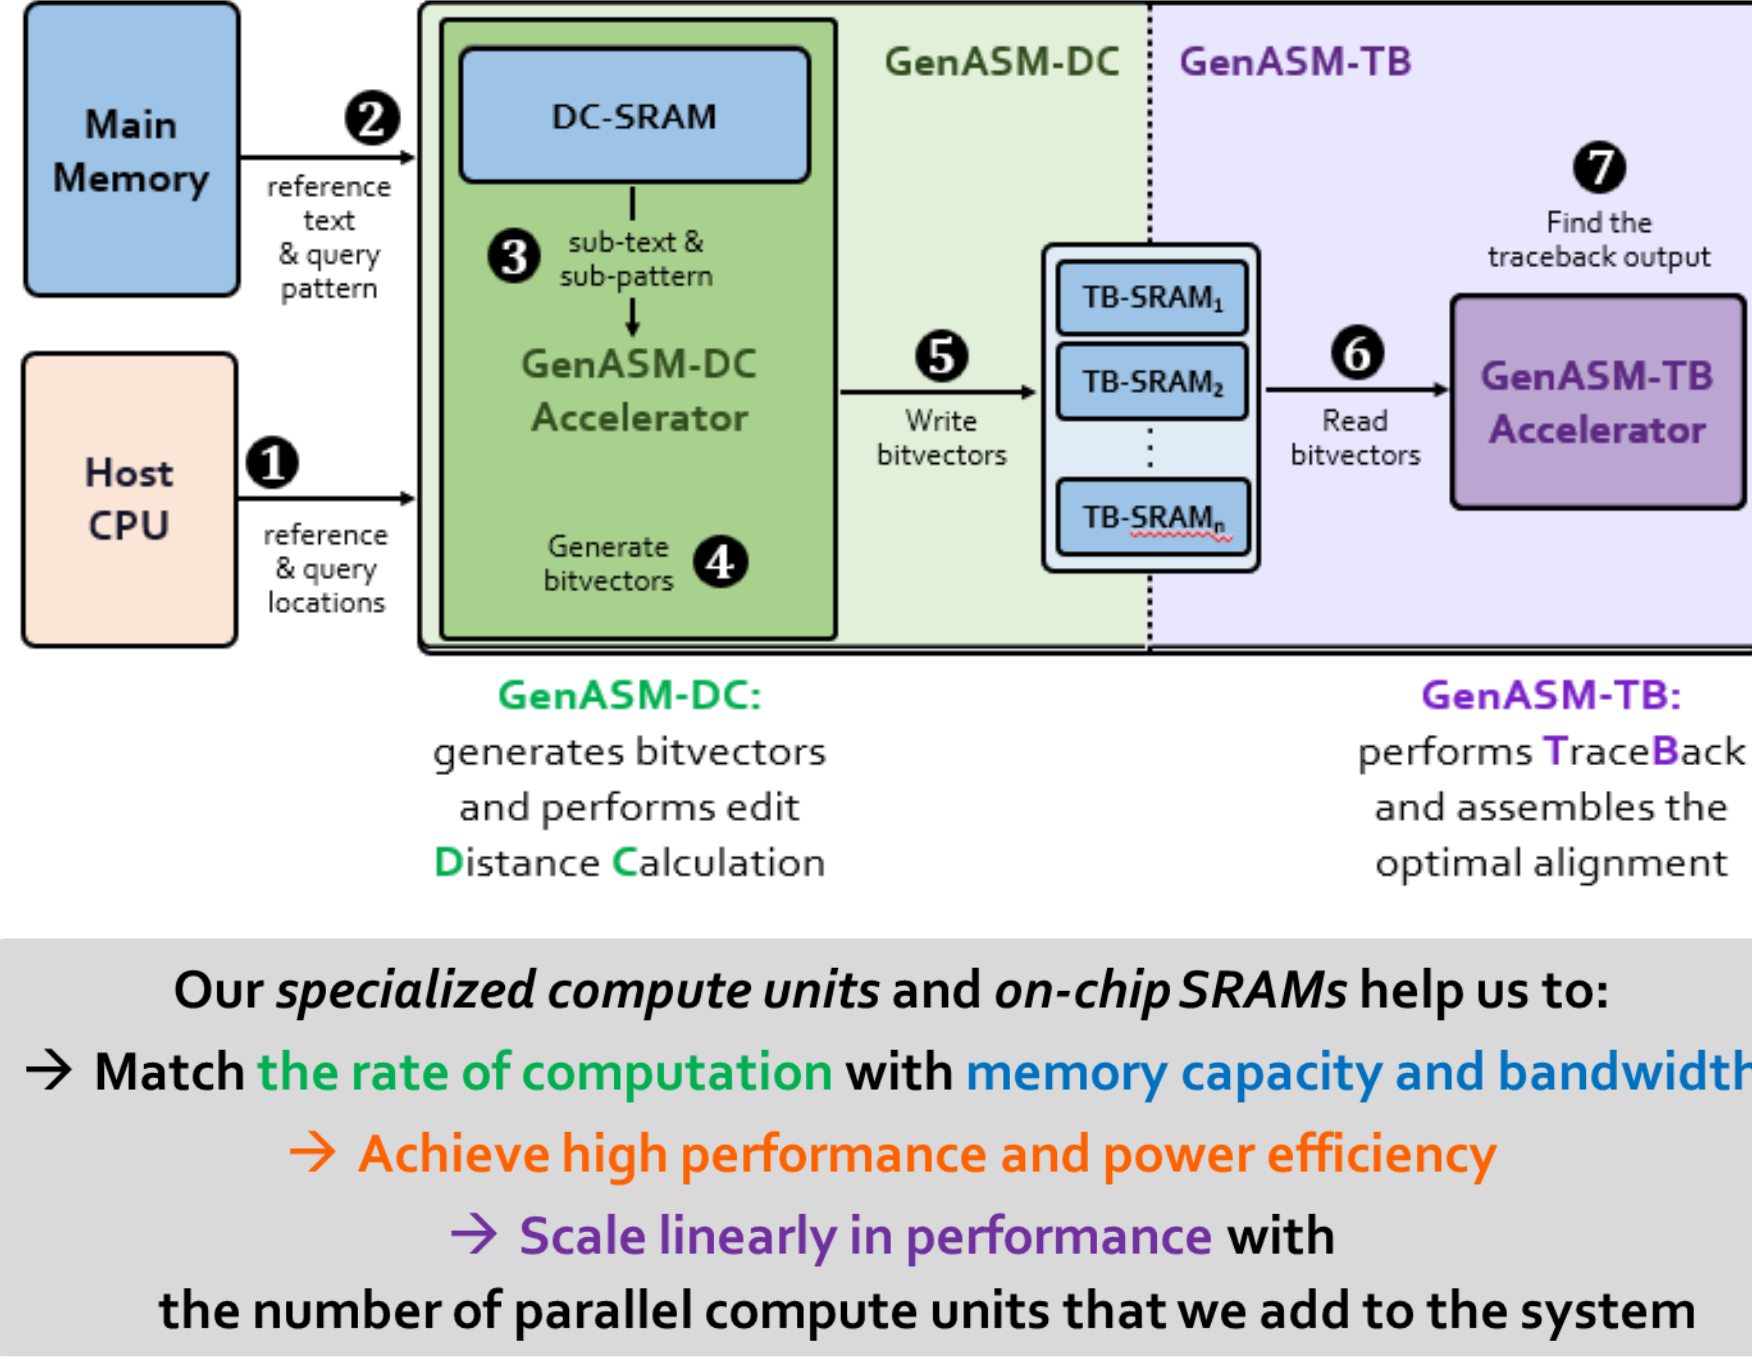 Main
Memory
2
reference
text
& query
pattern
Host
CPU
1
reference
& query
locations
DC-SRAM
3
sub-text &
sub-pattern
GenASM-DC
Accelerator
Generate
bitvectors
4
GenASM-DC
5
Write
bitvectors
TB-SRAM1
TB-SRAM2
⋮
TB-SRAMn
GenASM-TB
6
Read
bitvectors
7
Find the
traceback output
GenASM-TB
Accelerator
GenASM-DC:
generates bitvectors
and performs edit
Distance Calculation
GenASM-TB:
performs TraceBack
and assembles the
optimal alignment
Our specialized compute units and on-chip SRAMs help us to:
→ Match the rate of computation with memory capacity and bandwidth
→ Achieve high performance and power efficiency
→ Scale linearly in performance with
the number of parallel compute units that we add to the system